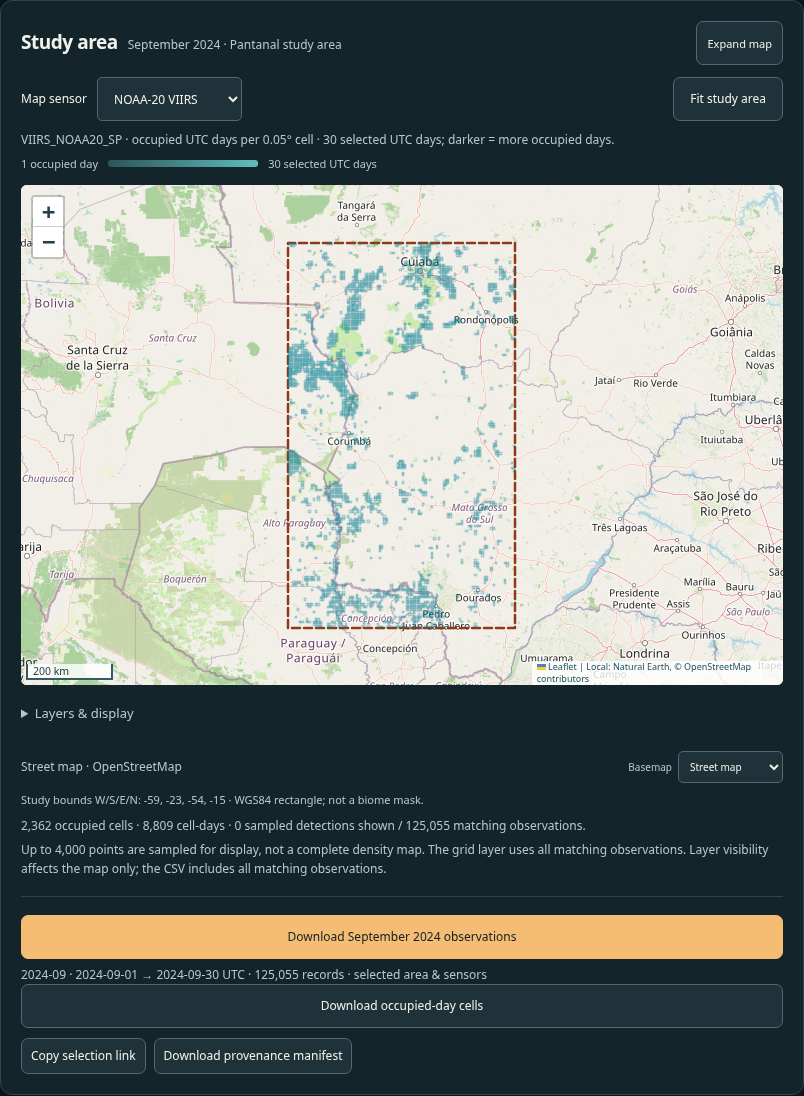 Study area September 2024 · Pantanal study area
Expand map
Map sensor NOAA-20 VIIRS
Fit study area
VIIRS_NOAA20_SP · occupied UTC days per 0.05° cell · 30 selected UTC days; darker = more occupied days.
1 occupied day 30 selected UTC days
+
−
Tangará
da Serra
Cuiabá
Goiás
Anápolis
Bolivia
Rondonópolis
Goiânia
Santa Cruz
Santa Cruz
de la Sierra
Caldas
Novas
Jataí
Rio Verde
Itumbiara
Uberlâ
Corumbá
Ituiutaba
Chuquisaca
São José do
Rio Preto
Mato Grosso
do Sul
Alto Paraguay
Três Lagoas
Araçatuba
Ribe
arija
Tarija
Boquerón
Marília
Bauru
Jaú
Presidente
Prudente
Assis
Dourados
São Paulo
Pedro
Juan Caballero
Concepción
Ourinhos
Paraguay /
Paraguái
Concepción
Londrina
Umuarama
200 km
Leaflet | Local: Natural Earth, © OpenStreetMap
contributors
▶ Layers & display
Street map · OpenStreetMap
Basemap Street map
Study bounds W/S/E/N: -59, -23, -54, -15 · WGS84 rectangle; not a biome mask.
2,362 occupied cells · 8,809 cell-days · 0 sampled detections shown / 125,055 matching observations.
Up to 4,000 points are sampled for display, not a complete density map. The grid layer uses all matching observations. Layer visibility
affects the map only; the CSV includes all matching observations.
Download September 2024 observations
2024-09 · 2024-09-01 → 2024-09-30 UTC · 125,055 records · selected area & sensors
Download occupied-day cells
Copy selection link
Download provenance manifest